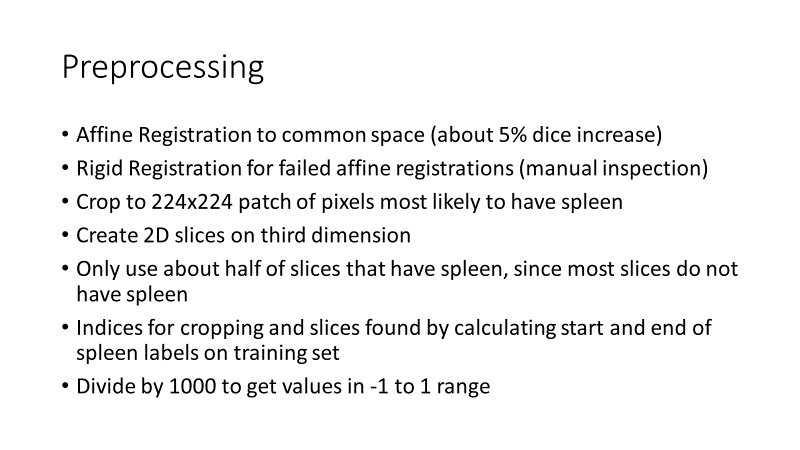 Preprocessing
• Affine Registration to common space (about 5% dice increase)
• Rigid Registration for failed affine registrations (manual inspection)
• Crop to 224x224 patch of pixels most likely to have spleen
• Create 2D slices on third dimension
• Only use about half of slices that have spleen, since most slices do not
have spleen
• Indices for cropping and slices found by calculating start and end of
spleen labels on training set
• Divide by 1000 to get values in -1 to 1 range